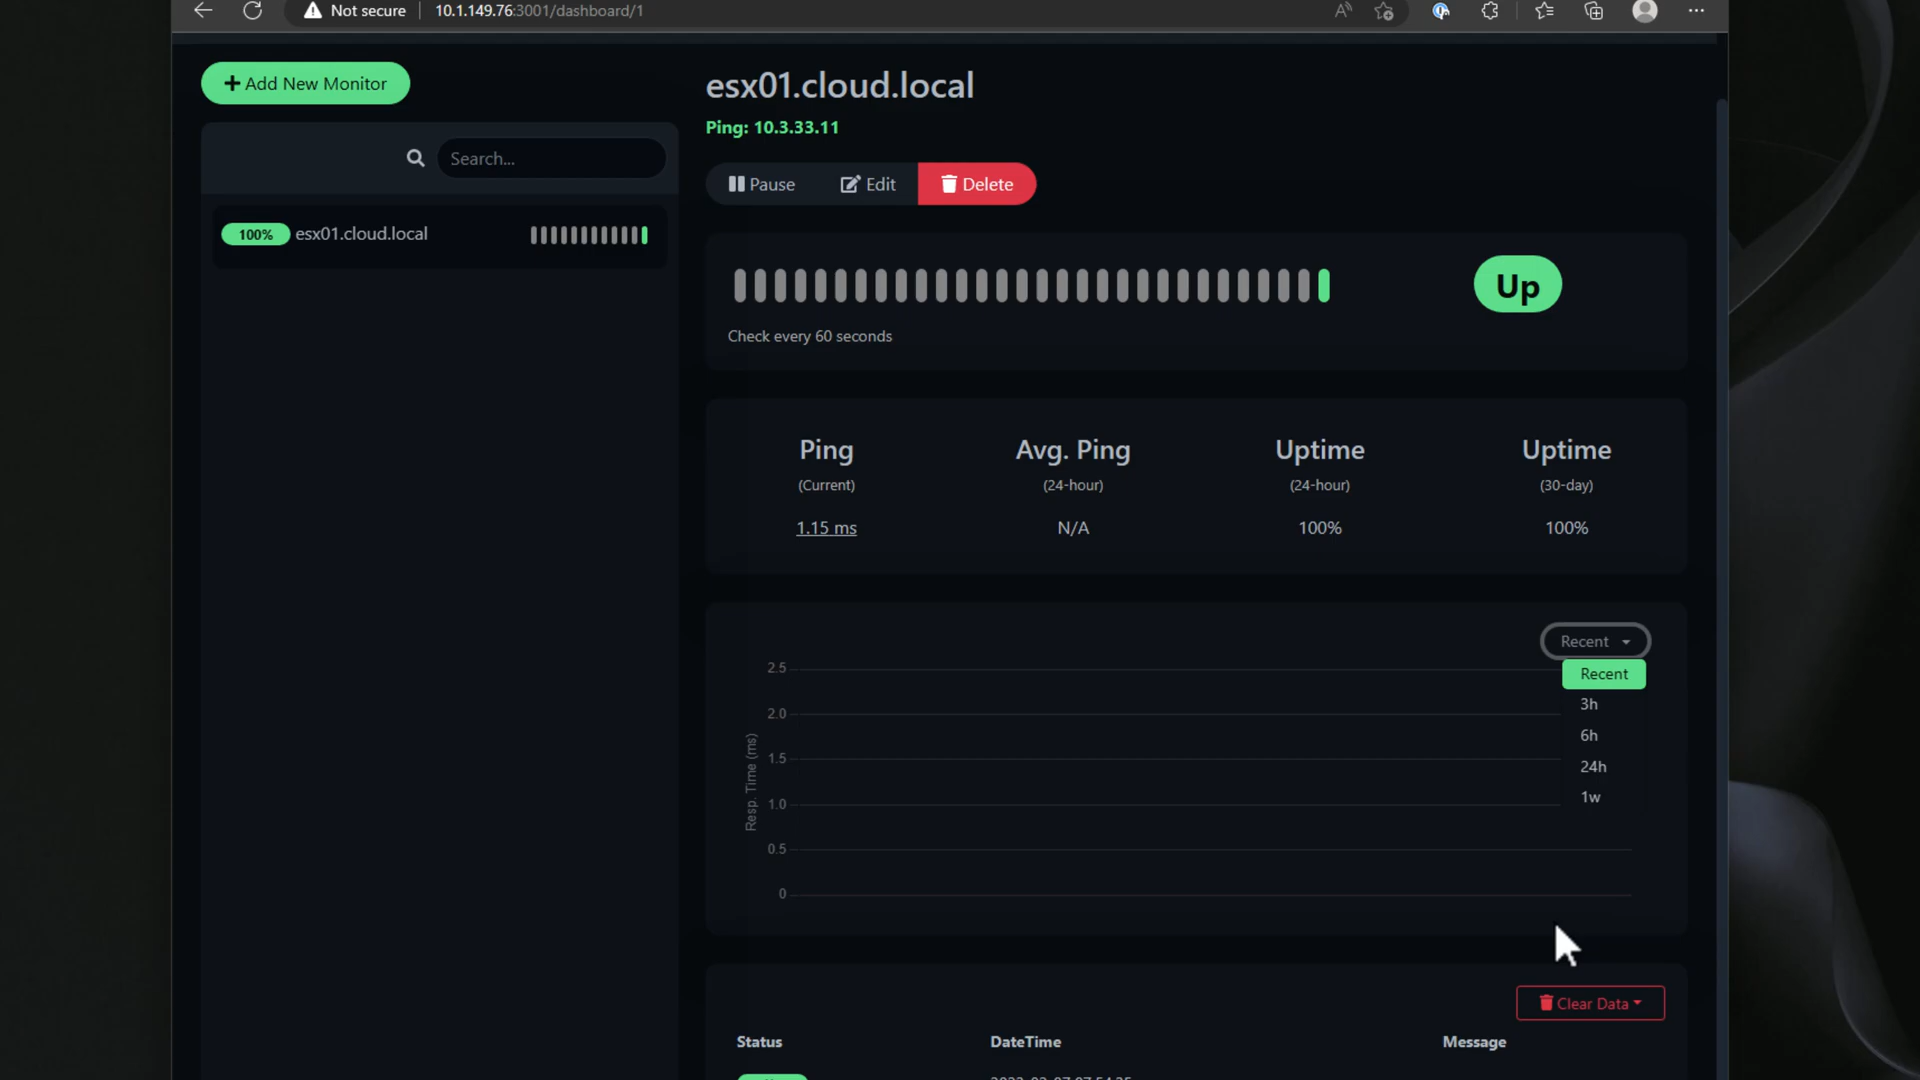 Not secure
10.1.149.76:3001/dashboard/1
Add New Monitor
Search...
100% esx01.cloud.local
esx01.cloud.local
Ping: 10.3.33.11
Pause Edit Delete
Up
Check every 60 seconds
Ping Avg. Ping Uptime Uptime
(Current) (24-hour) (24-hour) (30-day)
1.15 ms N/A 100% 100%
Recent
Recent
3h
6h
24h
1w
Resp. Time (ms)
2.5
2.0
1.5
1.0
0.5
0
Clear Data
Status DateTime Message